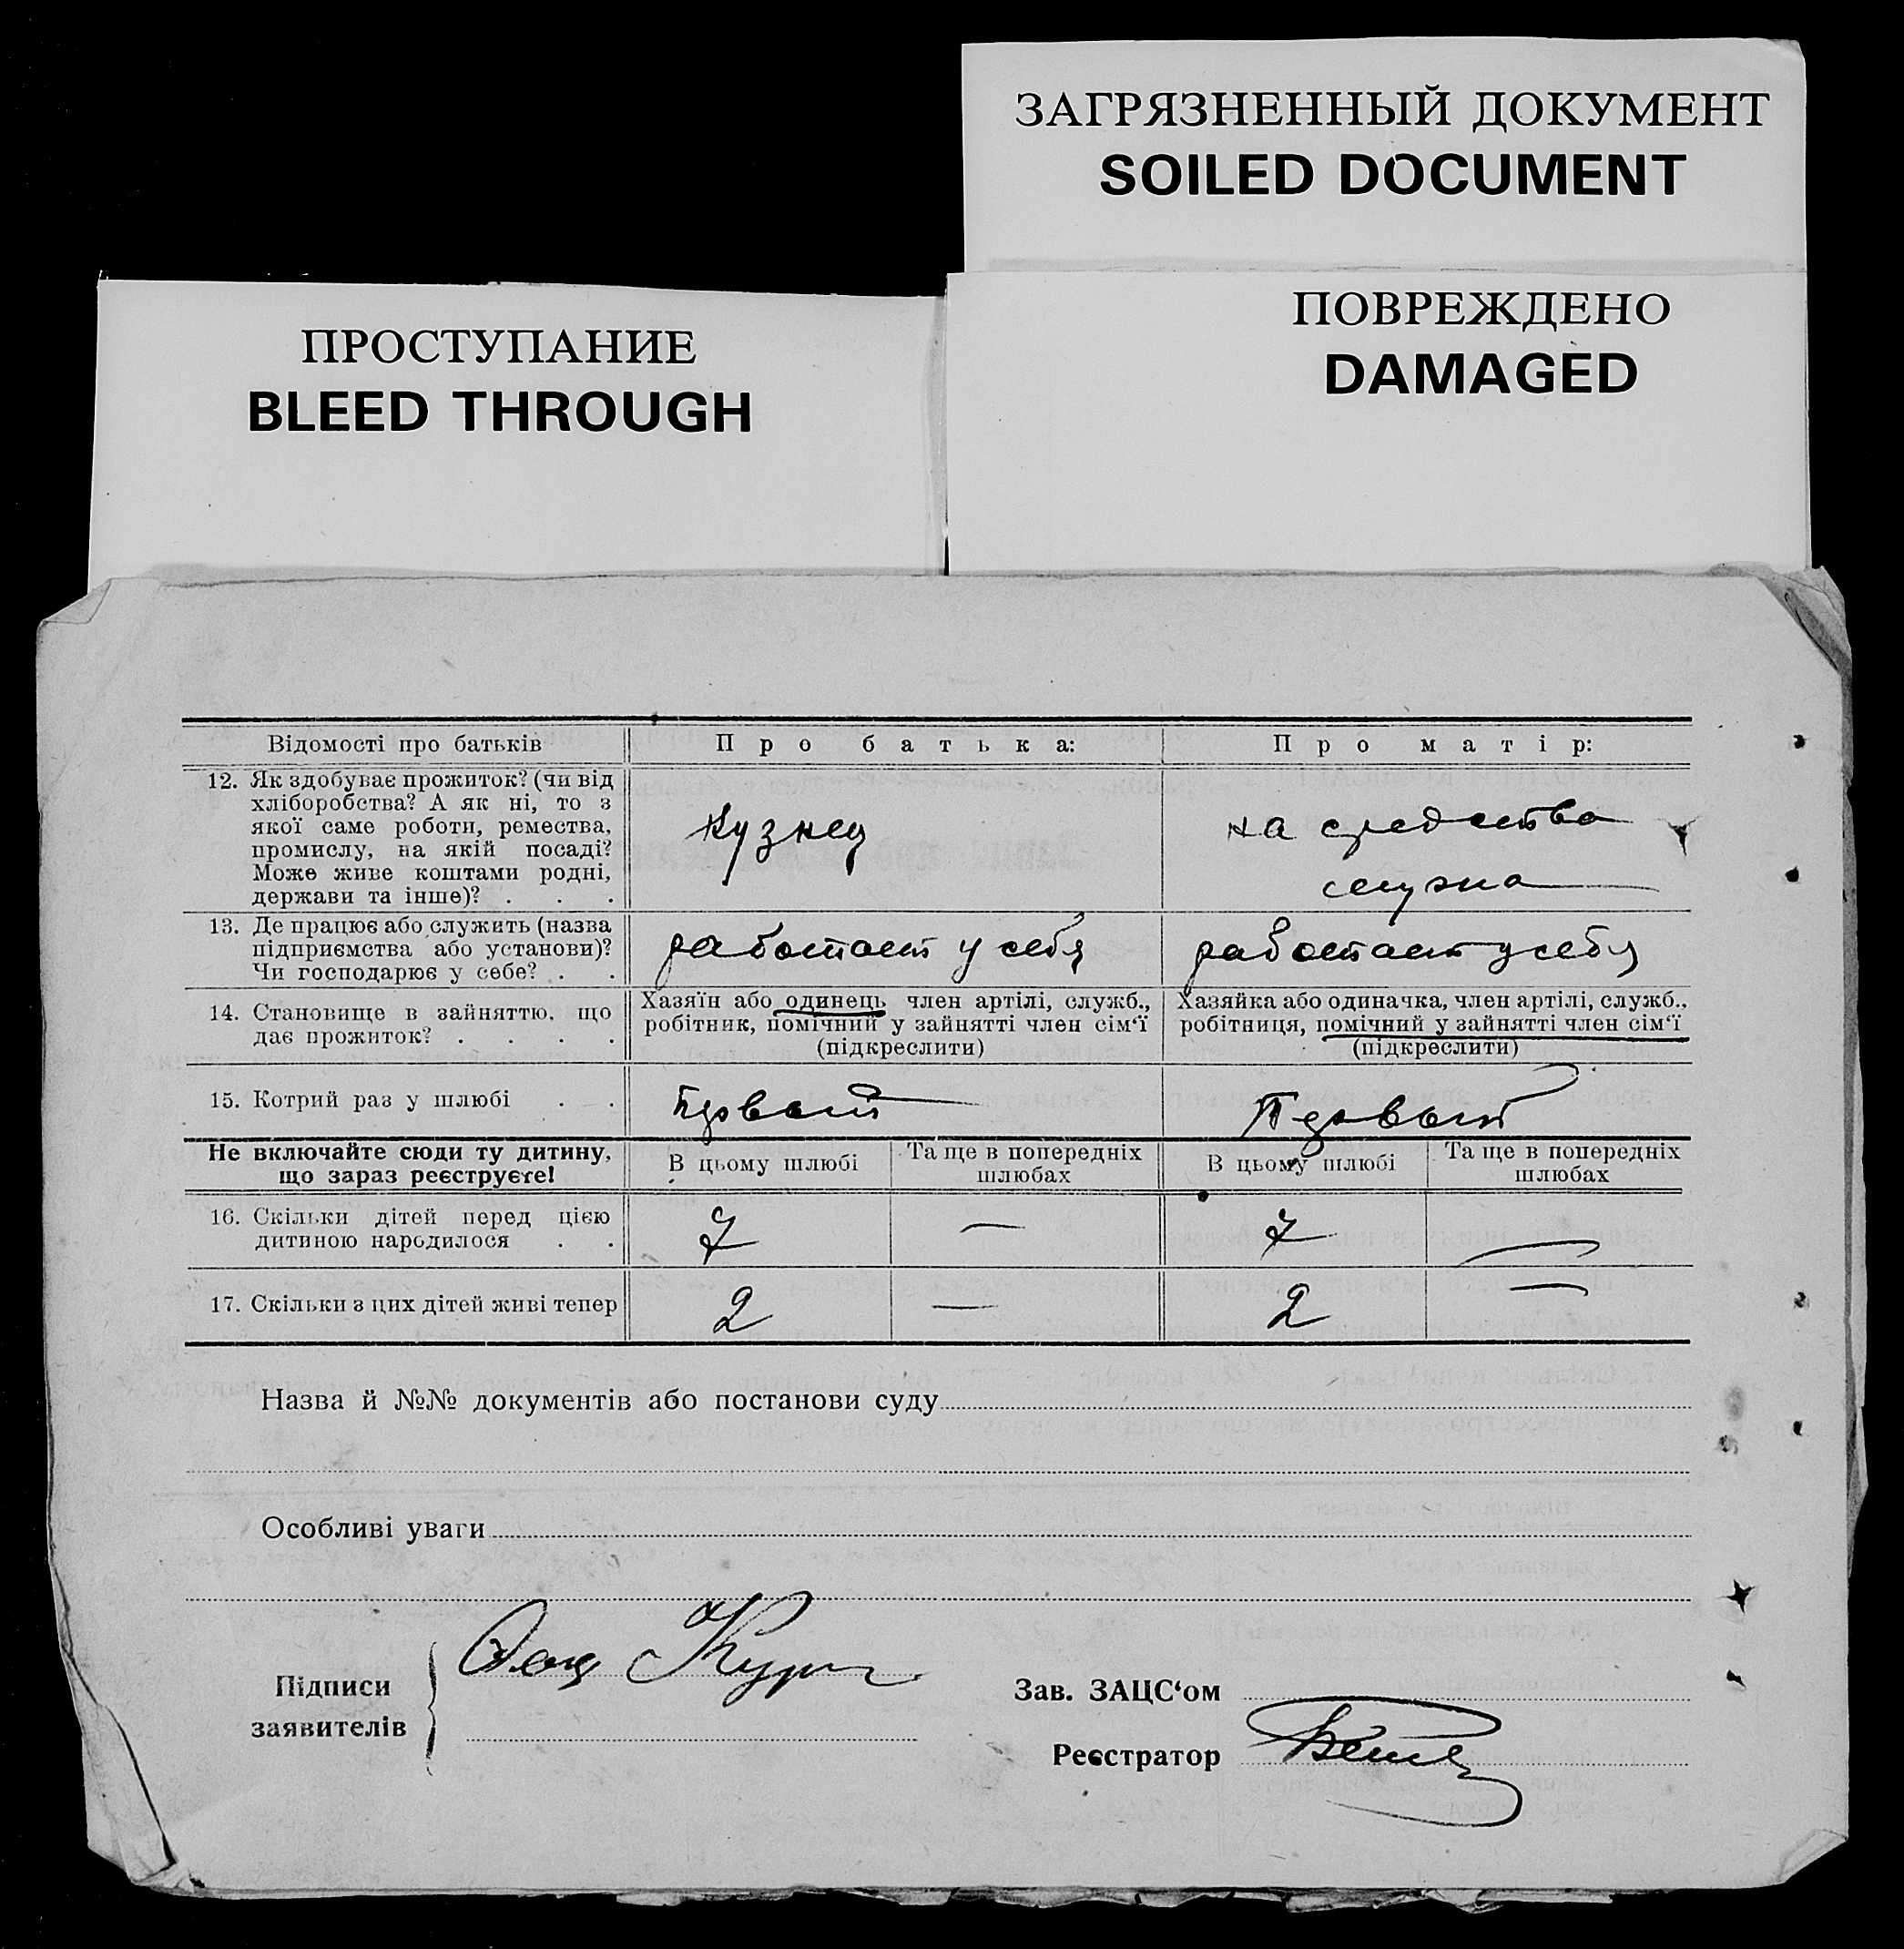 ЗАГРЯЗНЕННЫЙ ДОКУМЕНТ
SOILED DOCUMENT
ПОВРЕЖДЕНО
DAMAGED
ПРОСТУПАНИЕ
BLEED THROUGH
Відомості про батьків
Про батька:
Про матір:
12. Як здобуває прожиток? (чи від
хліборобства? А як ні, то з
якої саме роботи, ремества,
промислу, на якій посаді?
Може живе коштами родні,
держави та інше)? . . .
Кузнец
на средства
мужа
13. Де працює або служить (назва
підприємства або установи)?
Чи господарює у себе? . .
работает у себя
работает у себя
14. Становище в зайняттю, що
дає прожиток? . . . .
Хазяїн або одинець член артілі, служб.,
робітник, помічний у зайнятті член сім'ї
(підкреслити)
Хазяйка або одиначка, член артілі, служб.,
робітниця, помічний у зайнятті член сім'ї
(підкреслити)
15. Котрий раз у шлюбі . .
Первый
Первый
Не включайте сюди ту дитину,
що зараз реєструєте!
В цьому шлюбі
Та ще в попередніх
шлюбах
В цьому шлюбі
Та ще в попередніх
шлюбах
16. Скільки дітей перед цією
дитиною народилося . .
7
—
7
—
17. Скільки з цих дітей живі тепер
2
—
2
—
Назва й №№ документів або постанови суду
Особливі уваги
Підписи
заявителів
Зав. ЗАЦС'ом
Реєстратор